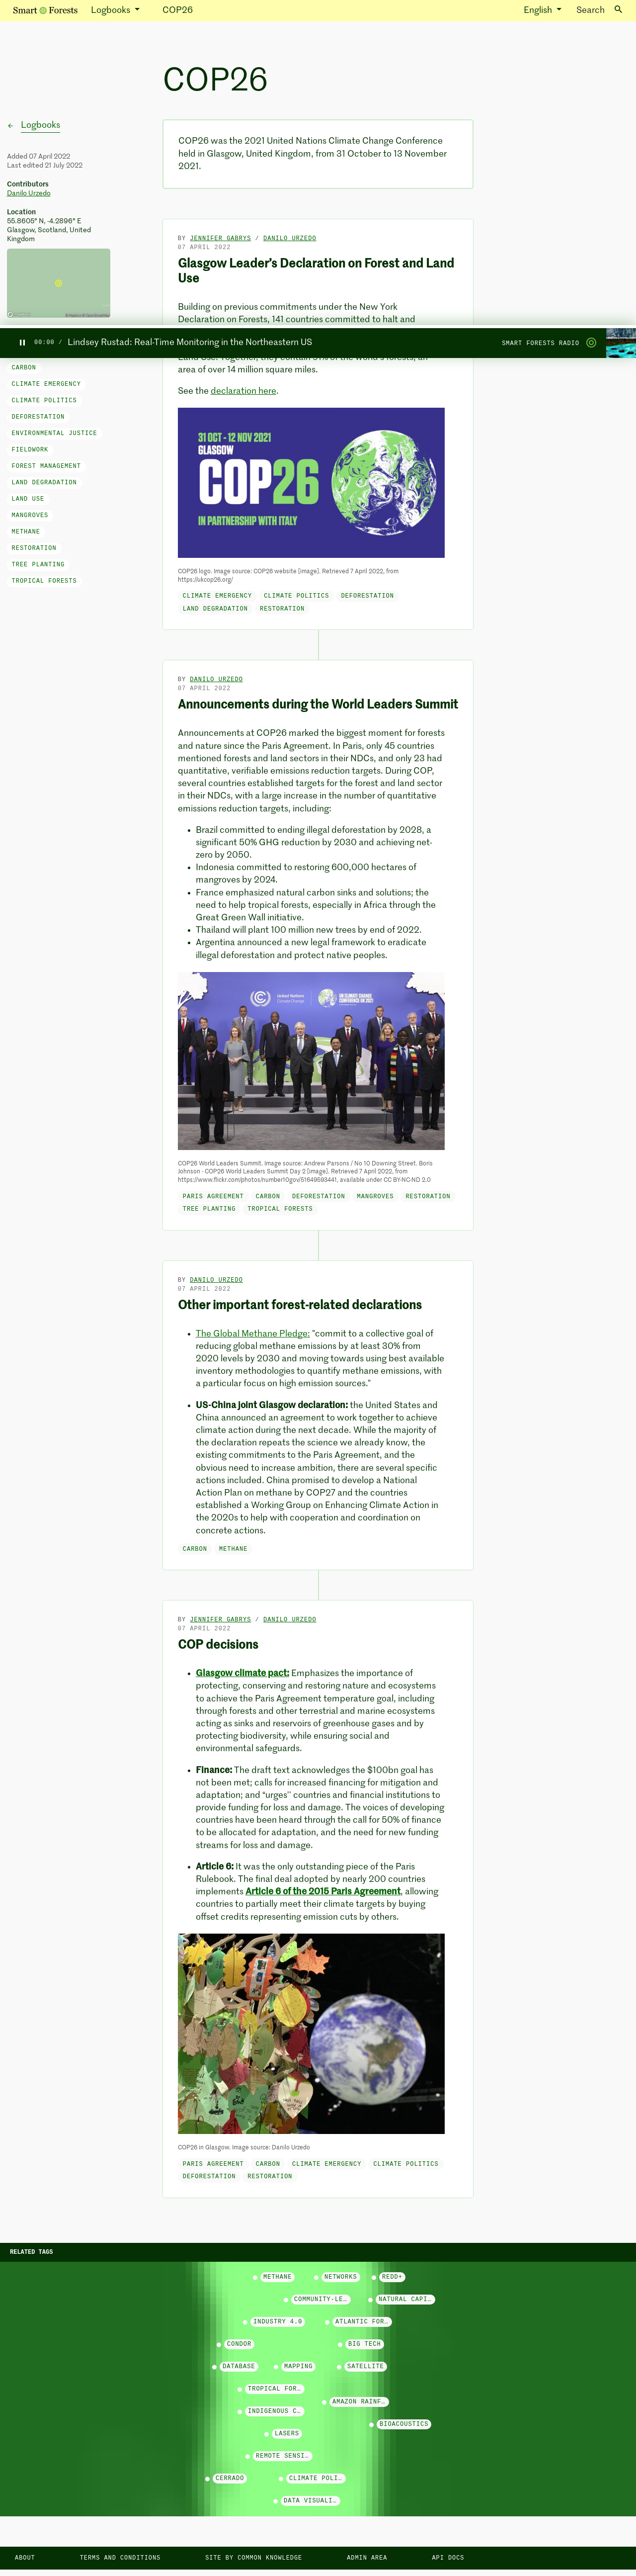 Smart Forests
Logbooks
COP26
English
Search
COP26
Logbooks
Added 07 April 2022
Last edited 21 July 2022
Contributors
Danilo Urzedo
Location
55.8605° N, -4.2896° E
Glasgow, Scotland, United
Kingdom
COP26 was the 2021 United Nations Climate Change Conference
held in Glasgow, United Kingdom, from 31 October to 13 November
2021.
BY JENNIFER GABRYS / DANILO URZEDO
07 APRIL 2022
Glasgow Leader's Declaration on Forest and Land
Use
Building on previous commitments under the New York
Declaration on Forests, 141 countries committed to halt and
00:00 / Lindsey Rustad: Real-Time Monitoring in the Northeastern US
SMART FORESTS RADIO
area of over 14 million square miles.
See the declaration here.
CARBON
CLIMATE EMERGENCY
CLIMATE POLITICS
DEFORESTATION
ENVIRONMENTAL JUSTICE
FIELDWORK
FOREST MANAGEMENT
LAND DEGRADATION
LAND USE
MANGROVES
METHANE
RESTORATION
TREE PLANTING
TROPICAL FORESTS
31 OCT - 12 NOV 2021
GLASGOW
COP26
IN PARTNERSHIP WITH ITALY
COP26 logo. Image source: COP26 website [image]. Retrieved 7 April 2022, from
https://ukcop26.org/
CLIMATE EMERGENCY CLIMATE POLITICS DEFORESTATION
LAND DEGRADATION RESTORATION
BY DANILO URZEDO
07 APRIL 2022
Announcements during the World Leaders Summit
Announcements at COP26 marked the biggest moment for forests
and nature since the Paris Agreement. In Paris, only 45 countries
mentioned forests and land sectors in their NDCs, and only 23 had
quantitative, verifiable emissions reduction targets. During COP,
several countries established targets for the forest and land sector
in their NDCs, with a large increase in the number of quantitative
emissions reduction targets, including:
Brazil committed to ending illegal deforestation by 2028, a
significant 50% GHG reduction by 2030 and achieving net-
zero by 2050.
Indonesia committed to restoring 600,000 hectares of
mangroves by 2024.
France emphasized natural carbon sinks and solutions; the
need to help tropical forests, especially in Africa through the
Great Green Wall initiative.
Thailand will plant 100 million new trees by end of 2022.
Argentina announced a new legal framework to eradicate
illegal deforestation and protect native peoples.
COP26 World Leaders Summit. Image source: Andrew Parsons / No 10 Downing Street. Boris
Johnson - COP26 World Leaders Summit Day 2 [image]. Retrieved 7 April 2022, from
https://www.flickr.com/photos/number10gov/51649593441, available under CC BY-NC-ND 2.0
PARIS AGREEMENT CARBON DEFORESTATION MANGROVES RESTORATION
TREE PLANTING TROPICAL FORESTS
BY DANILO URZEDO
07 APRIL 2022
Other important forest-related declarations
The Global Methane Pledge: "commit to a collective goal of
reducing global methane emissions by at least 30% from
2020 levels by 2030 and moving towards using best available
inventory methodologies to quantify methane emissions, with
a particular focus on high emission sources."
US-China joint Glasgow declaration: the United States and
China announced an agreement to work together to achieve
climate action during the next decade. While the majority of
the declaration repeats the science we already know, the
existing commitments to the Paris Agreement, and the
obvious need to increase ambition, there are several specific
actions included. China promised to develop a National
Action Plan on methane by COP27 and the countries
established a Working Group on Enhancing Climate Action in
the 2020s to help with cooperation and coordination on
concrete actions.
CARBON METHANE
BY JENNIFER GABRYS / DANILO URZEDO
07 APRIL 2022
COP decisions
Glasgow climate pact: Emphasizes the importance of
protecting, conserving and restoring nature and ecosystems
to achieve the Paris Agreement temperature goal, including
through forests and other terrestrial and marine ecosystems
acting as sinks and reservoirs of greenhouse gases and by
protecting biodiversity, while ensuring social and
environmental safeguards.
Finance: The draft text acknowledges the $100bn goal has
not been met; calls for increased financing for mitigation and
adaptation; and "urges" countries and financial institutions to
provide funding for loss and damage. The voices of developing
countries have been heard through the call for 50% of finance
to be allocated for adaptation, and the need for new funding
streams for loss and damage.
Article 6: It was the only outstanding piece of the Paris
Rulebook. The final deal adopted by nearly 200 countries
implements Article 6 of the 2015 Paris Agreement, allowing
countries to partially meet their climate targets by buying
offset credits representing emission cuts by others.
COP26 in Glasgow. Image source: Danilo Urzedo
PARIS AGREEMENT CARBON CLIMATE EMERGENCY CLIMATE POLITICS
DEFORESTATION RESTORATION
RELATED TAGS
METHANE NETWORKS REDD+
COMMUNITY-LE… NATURAL CAPI…
INDUSTRY 4.0 ATLANTIC FOR…
CONDOR BIG TECH
DATABASE MAPPING SATELLITE
TROPICAL FOR…
AMAZON RAINF…
INDIGENOUS C…
BIOACOUSTICS
LASERS
REMOTE SENSI…
CERRADO CLIMATE POLI…
DATA VISUALI…
ABOUT TERMS AND CONDITIONS SITE BY COMMON KNOWLEDGE ADMIN AREA API DOCS